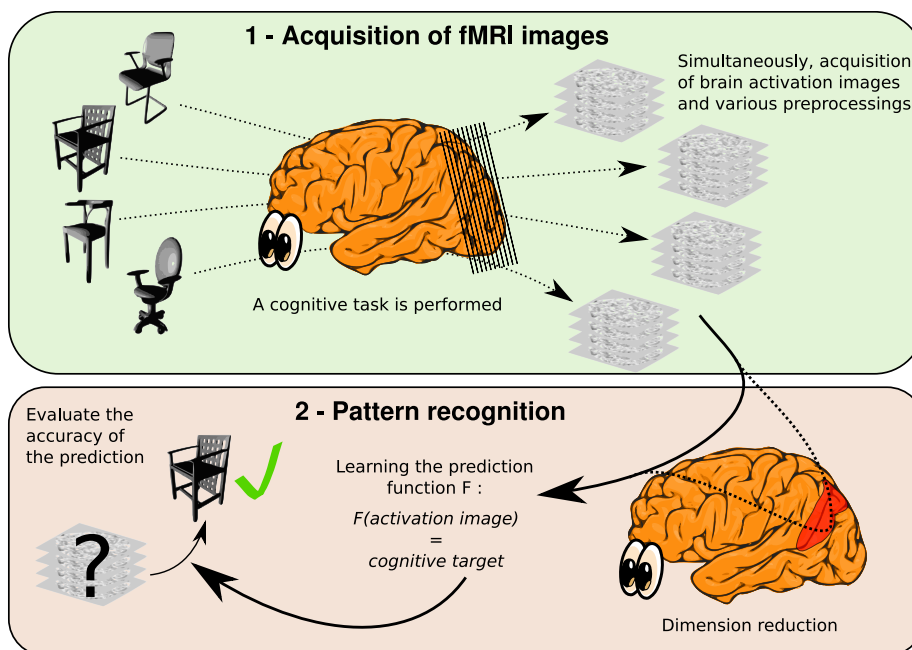 1 - Acquisition of fMRI images
Simultaneously, acquisition
of brain activation images
and various preprocessings
A cognitive task is performed
2 - Pattern recognition
Evaluate the
accuracy of
the prediction
Learning the prediction
function F :
F(activation image)
=
cognitive target
?
Dimension reduction